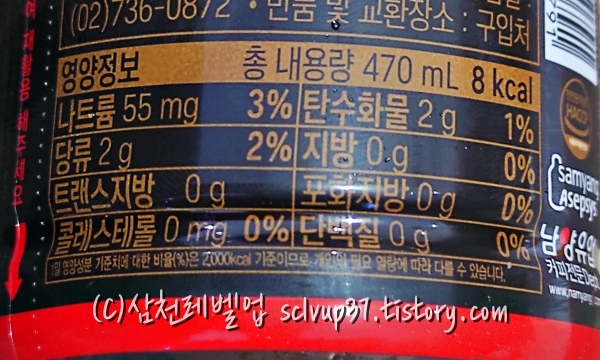 (02)736-0872 • 반품 및 교환장소 : 구입처
영양정보 총 내용량 470 mL 8 kcal
나트륨 55 mg 3% 탄수화물 2 g 1%
당류 2 g 2% 지방 0 g 0%
트랜스지방 0 g 포화지방 0 g 0%
콜레스테롤 0 mg 0% 단백질 0 g 0%
1일 영양성분 기준치에 대한 비율(%)은 2,000kcal 기준이므로, 개인의 필요 열량에 따라 다를 수 있습니다.
HACCP
Samyang
Asepsys
남양유업
www.namyang
(C)삼천레벨업 sclvup37.tistory.com